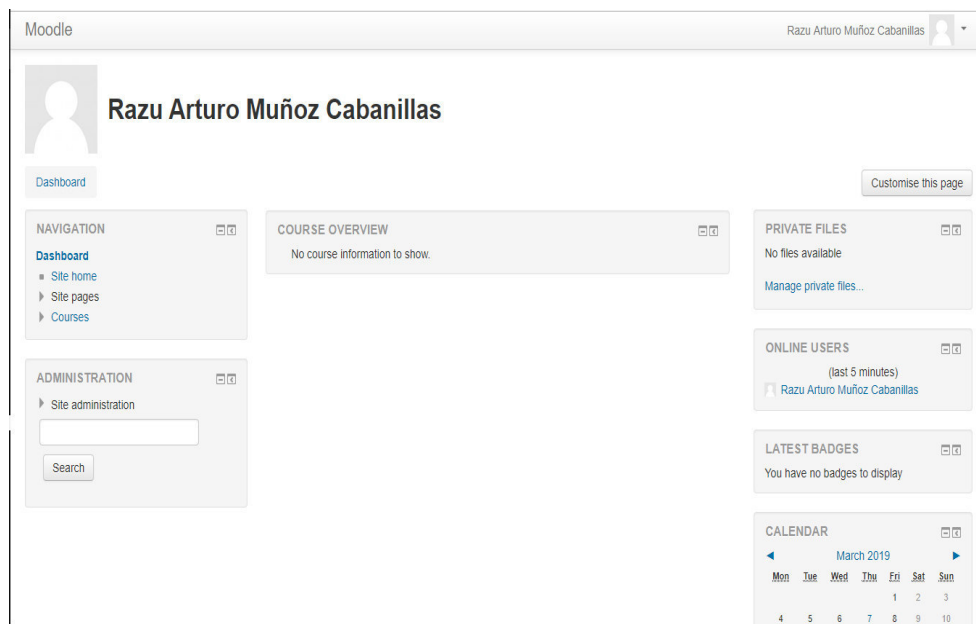 Moodle
Razu Arturo Muñoz Cabanillas
Razu Arturo Muñoz Cabanillas
Dashboard
Customise this page
NAVIGATION
Dashboard
Site home
Site pages
Courses
ADMINISTRATION
Site administration
Search
COURSE OVERVIEW
No course information to show.
PRIVATE FILES
No files available
Manage private files...
ONLINE USERS
(last 5 minutes)
Razu Arturo Muñoz Cabanillas
LATEST BADGES
You have no badges to display
CALENDAR
March 2019
Mon Tue Wed Thu Fri Sat Sun
1 2 3
4 5 6 7 8 9 10